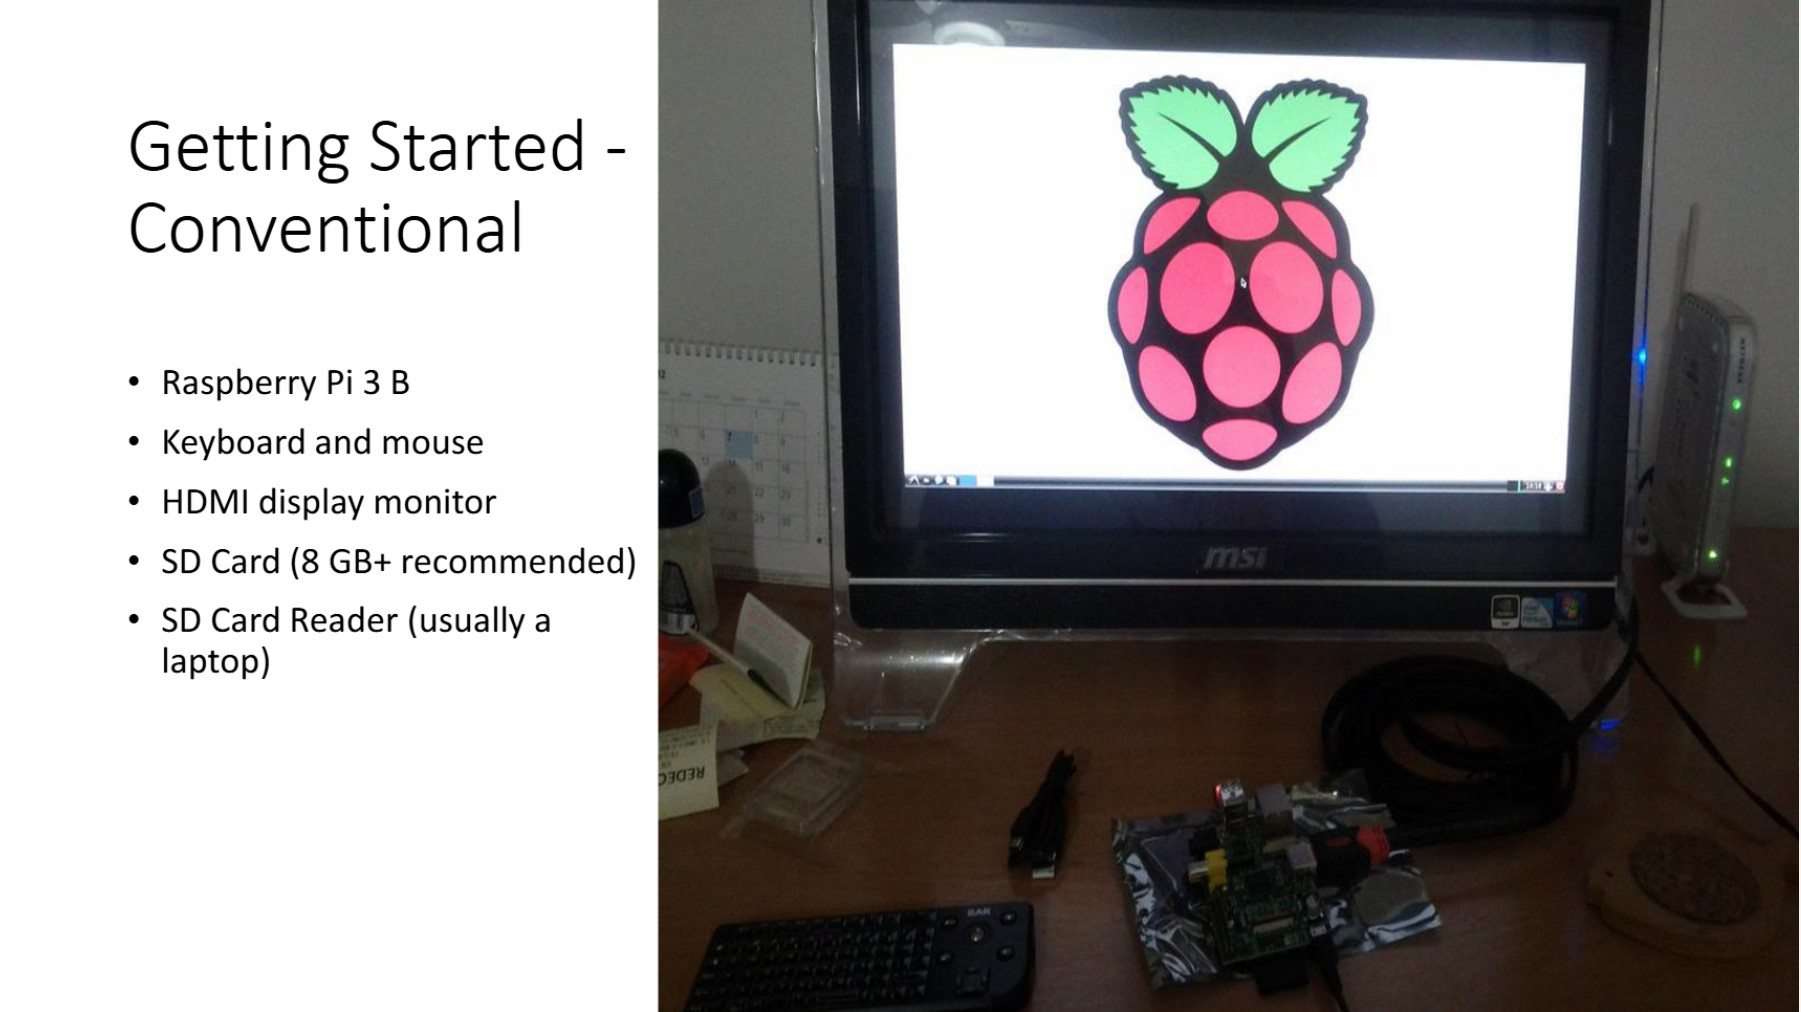 Getting Started -
Conventional
• Raspberry Pi 3 B
• Keyboard and mouse
• HDMI display monitor
• SD Card (8 GB+ recommended)
• SD Card Reader (usually a
laptop)
msi
NETGEAR